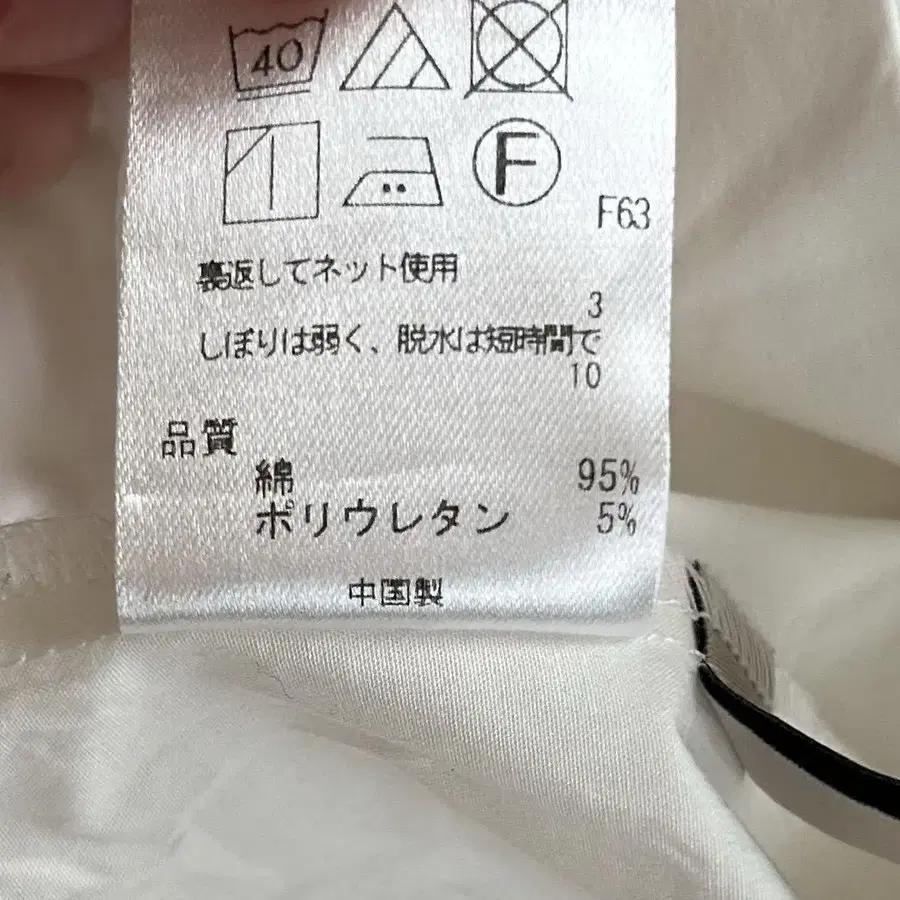 40
F
F63
裏返してネット使用
3
しぼりは弱く、脱水は短時間で
10
品質
綿 95%
ポリウレタン 5%
中国製